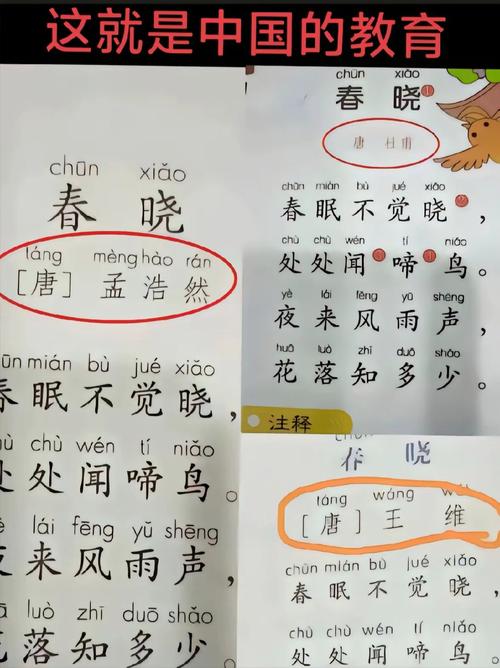 这就是中国的教育
chūn xiǎo
春 晓
táng mèng hào rán
[唐] 孟 浩 然
chūn mián bù jué xiǎo
春眠不觉晓，
chù chù wén tí niǎo
处处闻啼鸟。
lái fēng yǔ shēng
夜来风雨声，
luò zhī duō shǎo
花落知多少
chūn xiǎo
春 晓①
唐 杜甫
chūn mián bù jué xiǎo
春眠不觉晓，
chù chù wén tí niǎo
处处闻啼鸟。
yè lái fēng yǔ shēng
夜来风雨声，
huā luò zhī duō shǎo
花落知多少。
注释
春 晓
táng wáng
[唐] 王 维
chūn mián bù jué xiǎo
春眠不觉晓，
chù chù wén tí niǎo
处处闻啼鸟